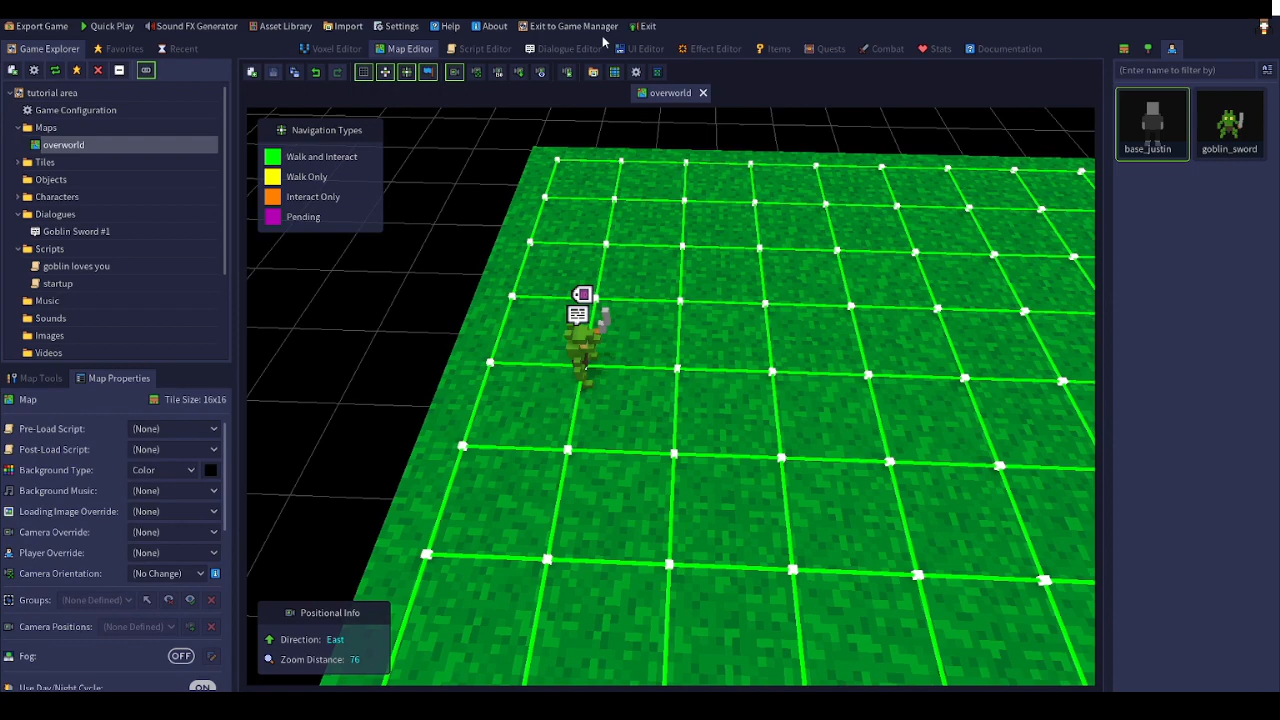 Export Game Quick Play Sound FX Generator Asset Library Import Settings Help About Exit to Game Manager Exit
Game Explorer Favorites Recent Voxel Editor Map Editor Script Editor Dialogue Editor UI Editor Effect Editor Items Quests Combat Stats Documentation
(Enter name to filter by)
overworld
tutorial area
Game Configuration
Maps
overworld
Tiles
Objects
Characters
Dialogues
Goblin Sword #1
Scripts
goblin loves you
startup
Music
Sounds
Images
Videos
Navigation Types
Walk and Interact
Walk Only
Interact Only
Pending
base_justin goblin_sword
Map Tools Map Properties
Map Tile Size: 16x16
Pre-Load Script: (None)
Post-Load Script: (None)
Background Type: Color
Background Music: (None)
Loading Image Override: (None)
Camera Override: (None)
Player Override: (None)
Camera Orientation: (No Change)
Groups: (None Defined)
Camera Positions: (None Defined)
Fog: OFF
Use Day/Night Cycle: ON
Positional Info
Direction: East
Zoom Distance: 76